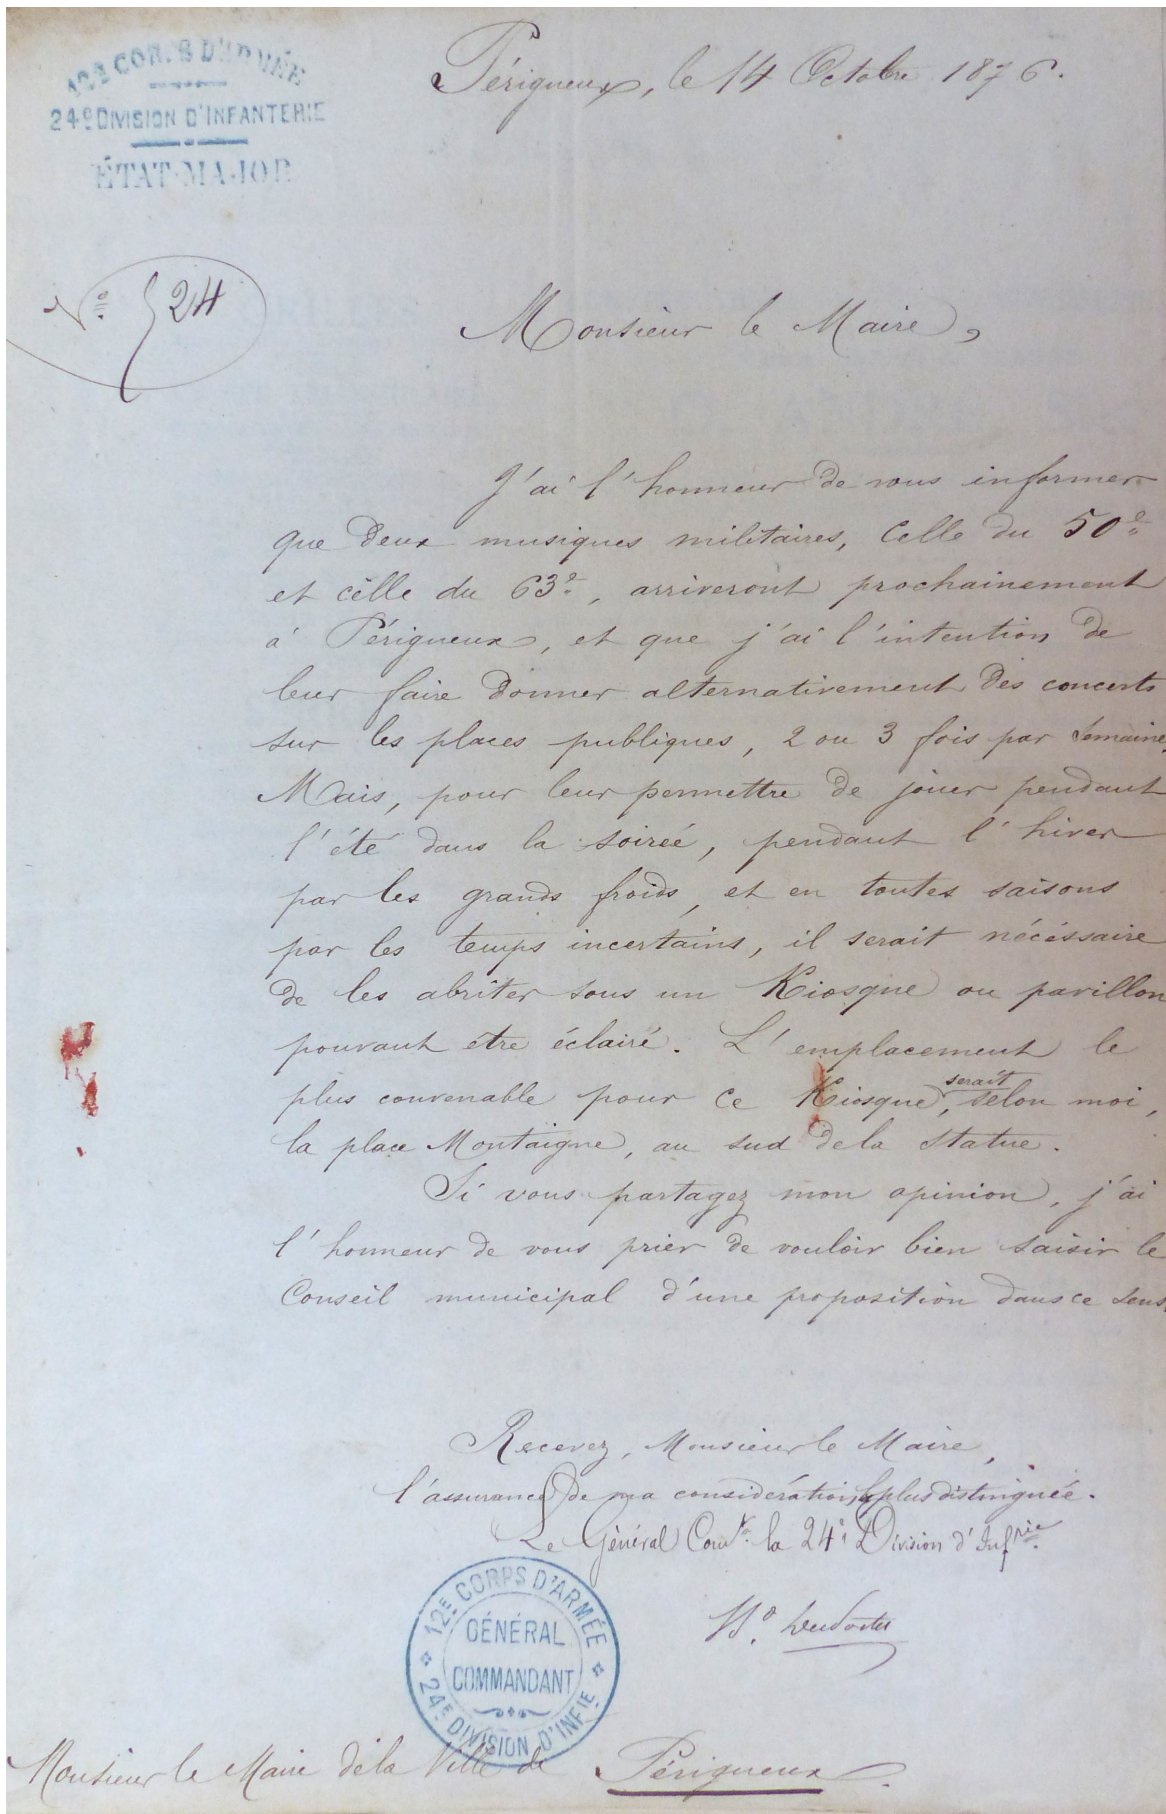 12e CORPS D'ARMÉE
24e DIVISION D'INFANTERIE
ÉTAT-MAJOR
Périgueux, le 14 Octobre 1876.
No. 24
Monsieur le Maire,
J'ai l'honneur de vous informer
que deux musiques militaires, celle du 50e
et celle du 63e, arriveront prochainement
à Périgueux, et que j'ai l'intention de
leur faire donner alternativement des concerts
sur les places publiques, 2 ou 3 fois par semaine.
Mais, pour leur permettre de jouer pendant
l'été dans la soireé, pendant l'hiver
par les grands froids, et en toutes saisons
par les temps incertains, il serait nécéssaire
de les abriter sous un Kiosque ou pavillon
pouvant être éclairé. L'emplacement le
plus convenable pour ce Kiosque, serait selon moi,
la place Montaigne, au sud de la statue.
Si vous partagez mon opinion, j'ai
l'honneur de vous prier de vouloir bien saisir le
Conseil municipal d'une proposition dans ce sens.
Recevez, Monsieur le Maire,
l'assurance de ma considération la plus distinguée.
Le Général Comt. la 24e Division d'Infrie.
12E CORPS D'ARMÉE
GÉNÉRAL
COMMANDANT
24E DIVISION D'INFIE
Monsieur le Maire de la Ville de Périgueux.